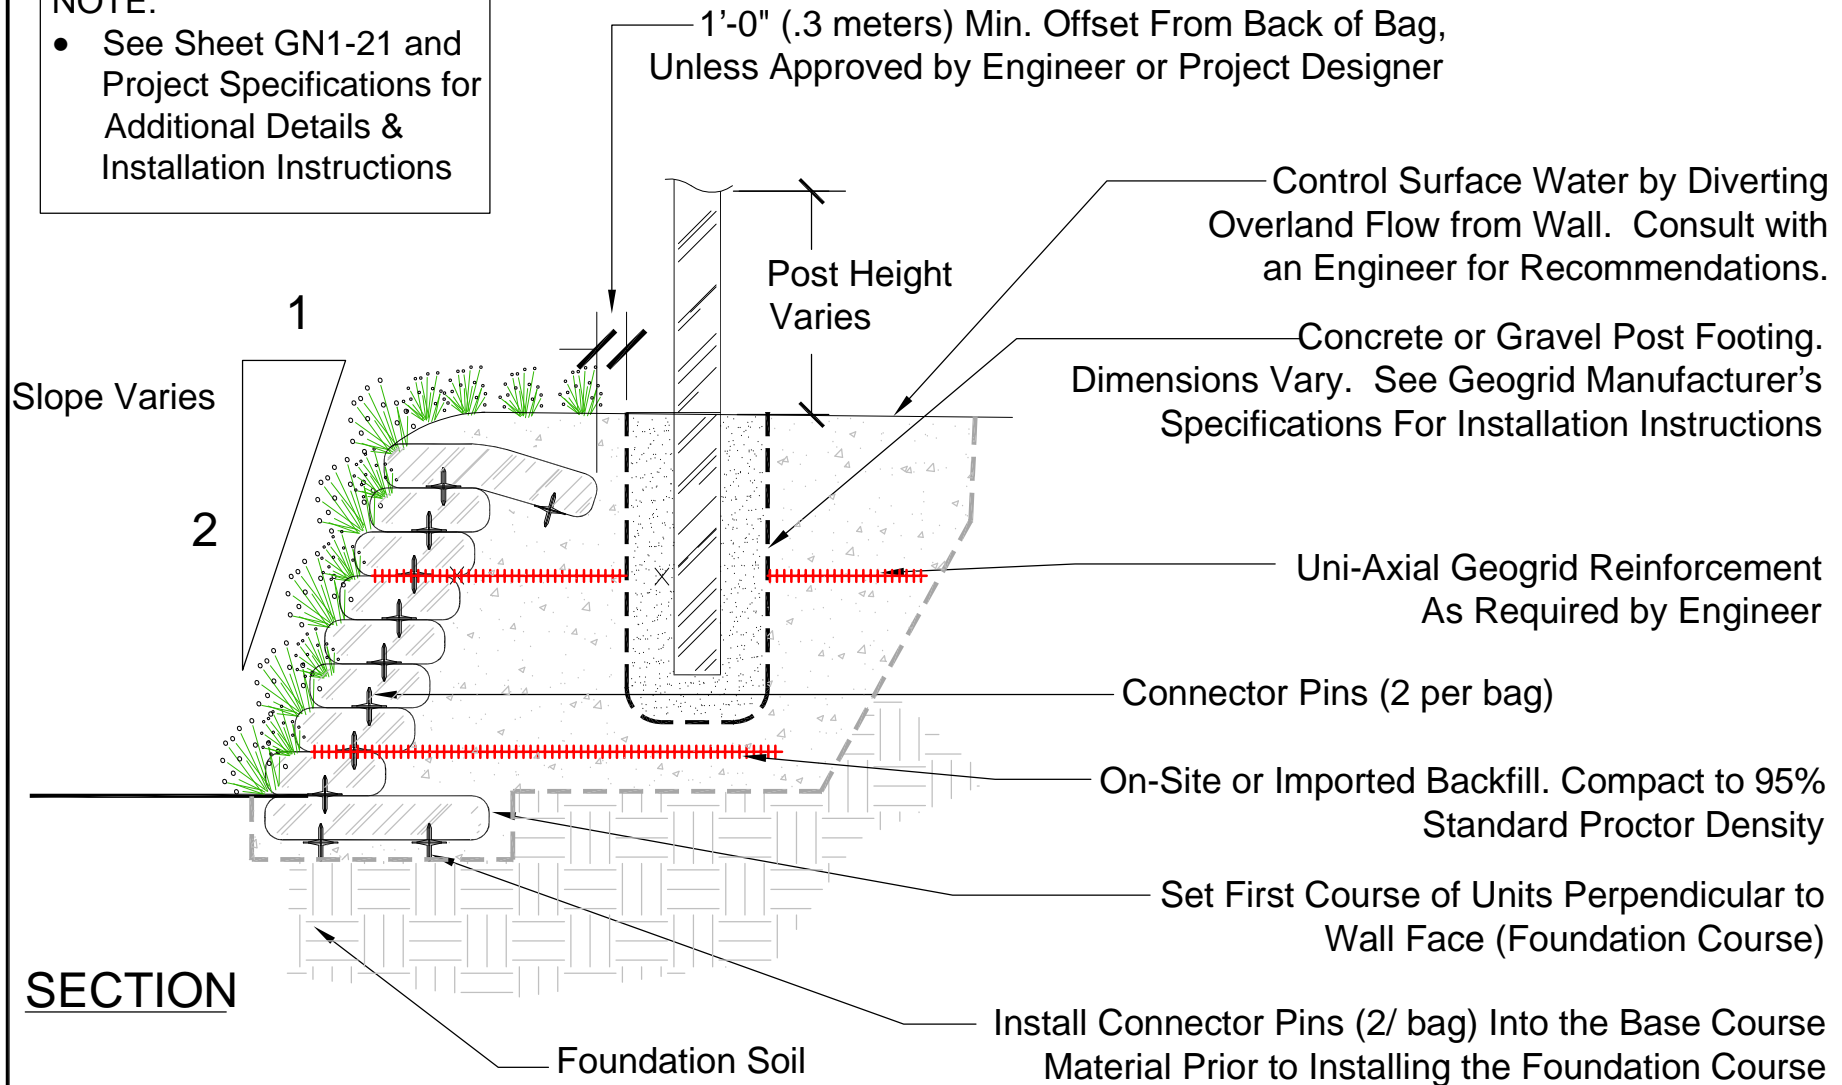 NOTE:
• See Sheet GN1-21 and
Project Specifications for
Additional Details &
Installation Instructions
1'-0" (.3 meters) Min. Offset From Back of Bag,
Unless Approved by Engineer or Project Designer
Control Surface Water by Diverting
Overland Flow from Wall.  Consult with
an Engineer for Recommendations.
Post Height
Varies
1
Slope Varies
2
Concrete or Gravel Post Footing.
Dimensions Vary.  See Geogrid Manufacturer's
Specifications For Installation Instructions
Uni-Axial Geogrid Reinforcement
As Required by Engineer
Connector Pins (2 per bag)
On-Site or Imported Backfill. Compact to 95%
Standard Proctor Density
Set First Course of Units Perpendicular to
Wall Face (Foundation Course)
SECTION
Install Connector Pins (2/ bag) Into the Base Course
Material Prior to Installing the Foundation Course
Foundation Soil